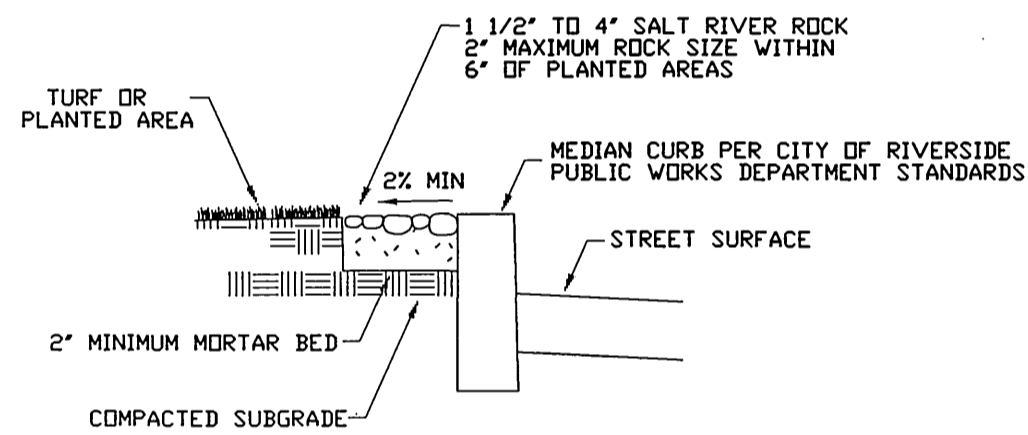 1 1/2" TO 4" SALT RIVER ROCK
2" MAXIMUM ROCK SIZE WITHIN
6" OF PLANTED AREAS
TURF OR
PLANTED AREA
MEDIAN CURB PER CITY OF RIVERSIDE
PUBLIC WORKS DEPARTMENT STANDARDS
2% MIN
STREET SURFACE
2" MINIMUM MORTAR BED
COMPACTED SUBGRADE